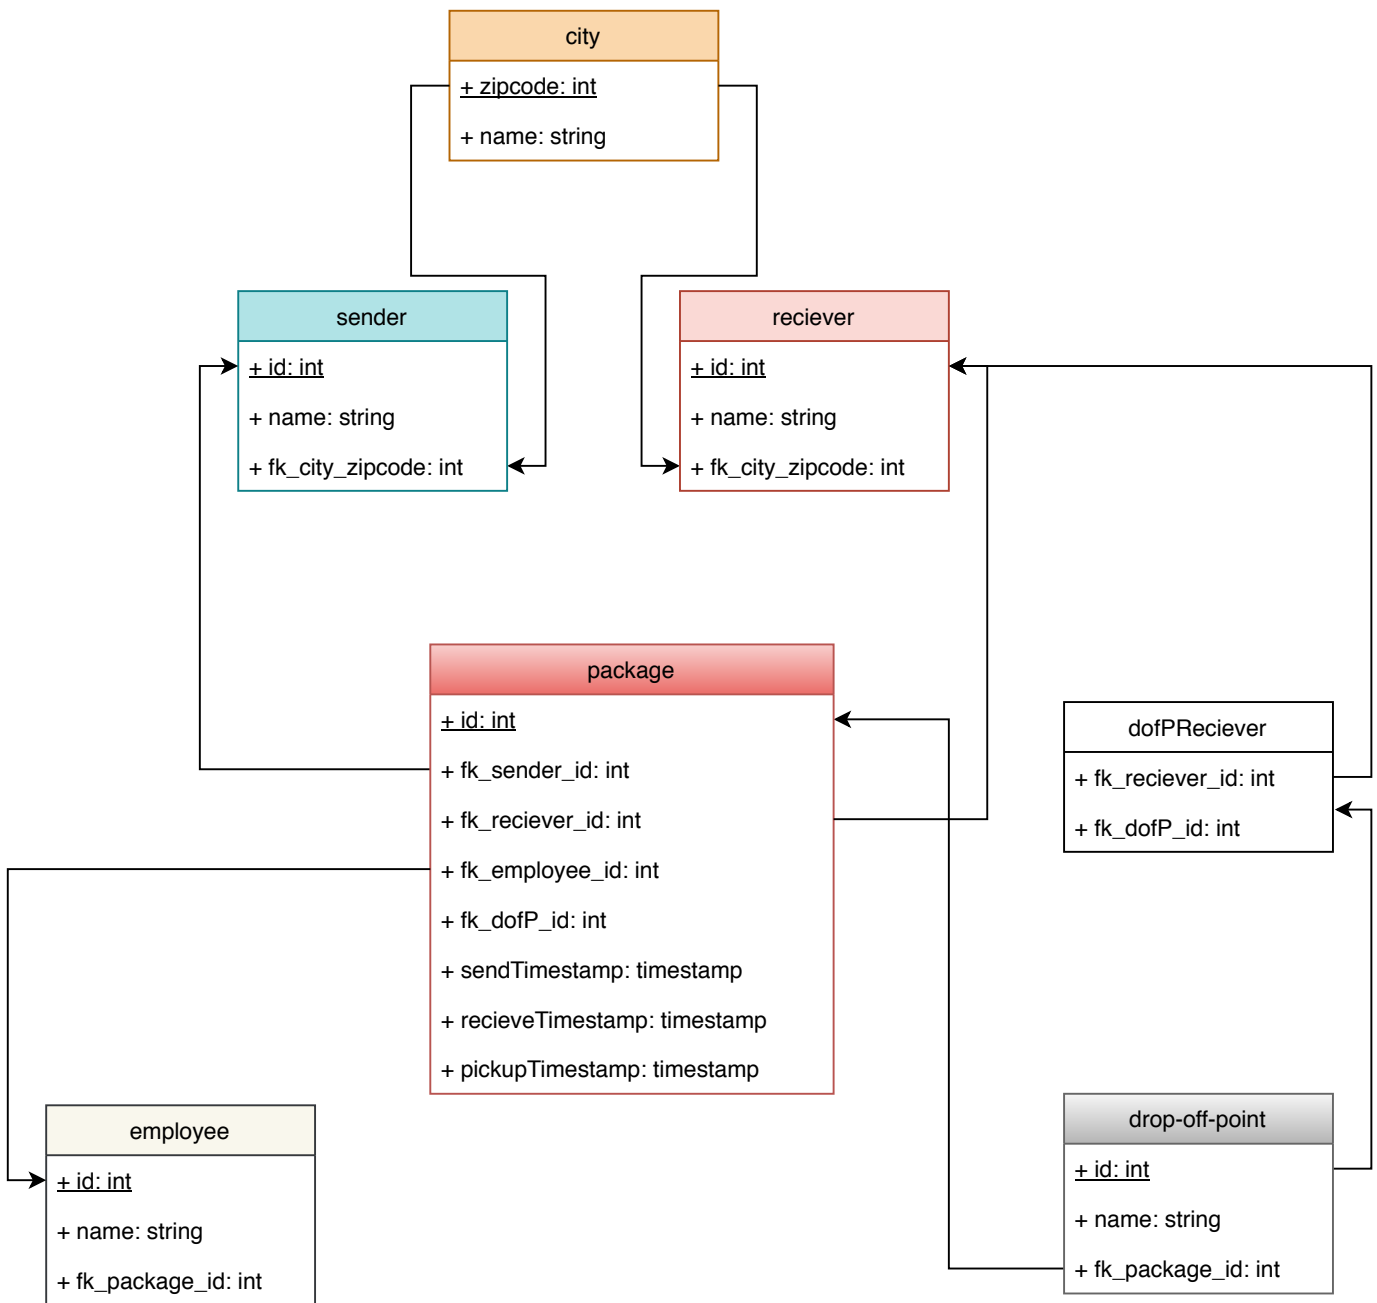 city
+ zipcode: int
+ name: string
sender
+ id: int
+ name: string
+ fk_city_zipcode: int
reciever
+ id: int
+ name: string
+ fk_city_zipcode: int
package
+ id: int
+ fk_sender_id: int
+ fk_reciever_id: int
+ fk_employee_id: int
+ fk_dofP_id: int
+ sendTimestamp: timestamp
+ recieveTimestamp: timestamp
+ pickupTimestamp: timestamp
dofPReciever
+ fk_reciever_id: int
+ fk_dofP_id: int
employee
+ id: int
+ name: string
+ fk_package_id: int
drop-off-point
+ id: int
+ name: string
+ fk_package_id: int